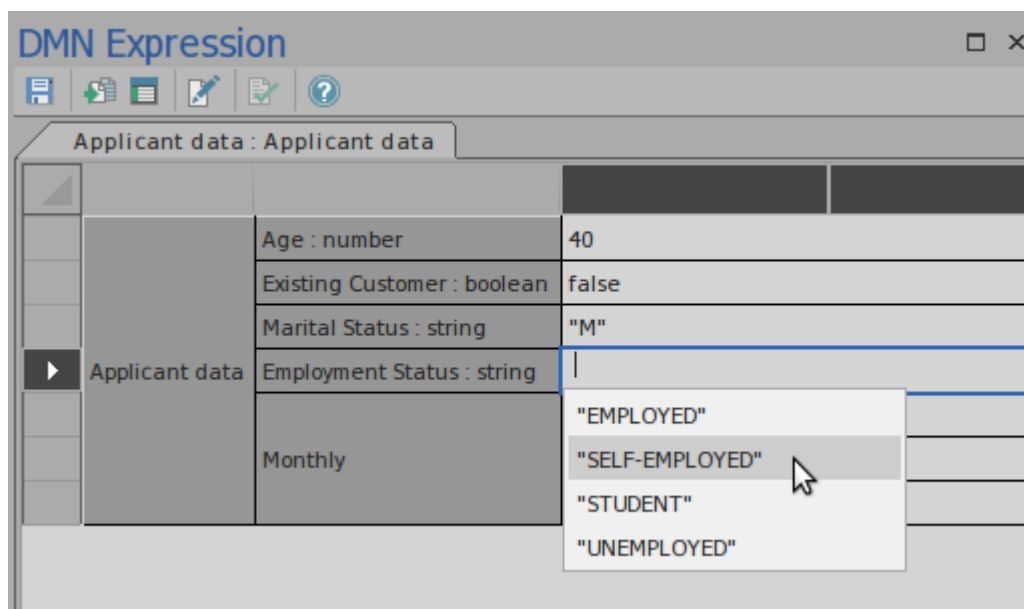 DMN Expression
Applicant data : Applicant data
Age : number
40
Existing Customer : boolean
false
Marital Status : string
"M"
Applicant data
Employment Status : string
"EMPLOYED"
Monthly
"SELF-EMPLOYED"
"STUDENT"
"UNEMPLOYED"